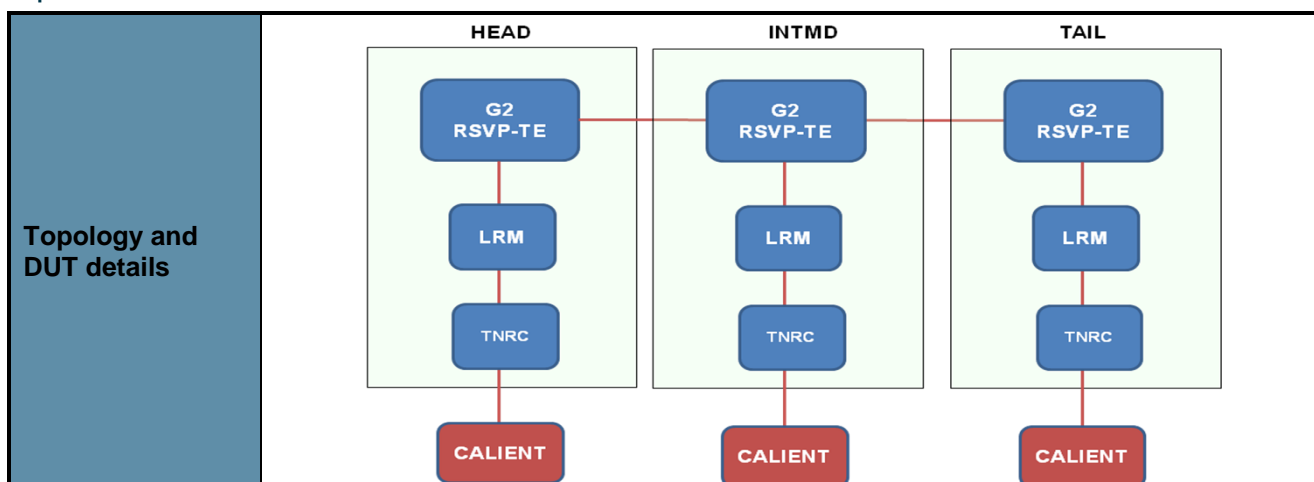 Topology and
DUT details
HEAD
INTMD
TAIL
G2
RSVP-TE
G2
RSVP-TE
G2
RSVP-TE
LRM
LRM
LRM
TNRC
TNRC
TNRC
CALIENT
CALIENT
CALIENT